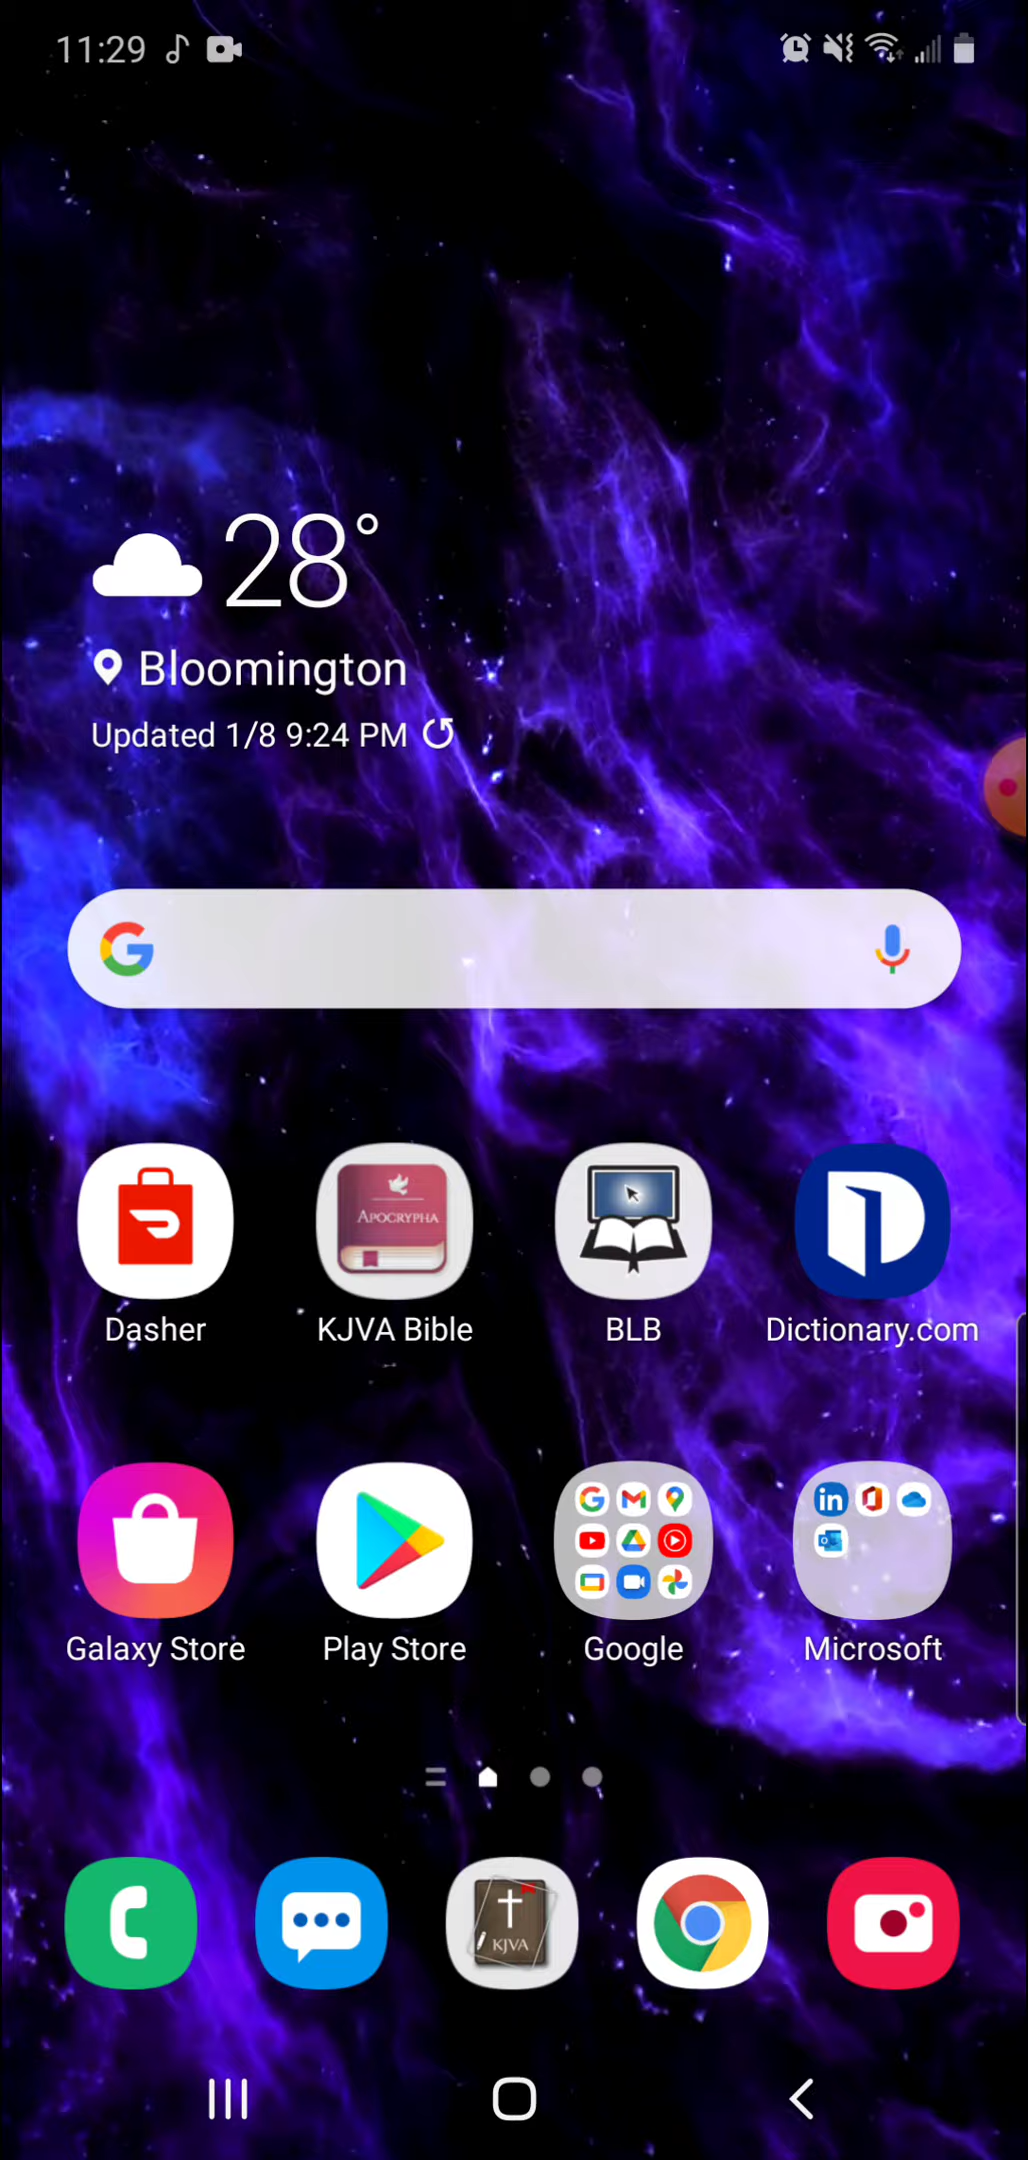 11:29
28°
Bloomington
Updated 1/8 9:24 PM
APOCRYPHA
Dasher
KJVA Bible
BLB
Dictionary.com
in
Galaxy Store
Play Store
Google
Microsoft
KJVA